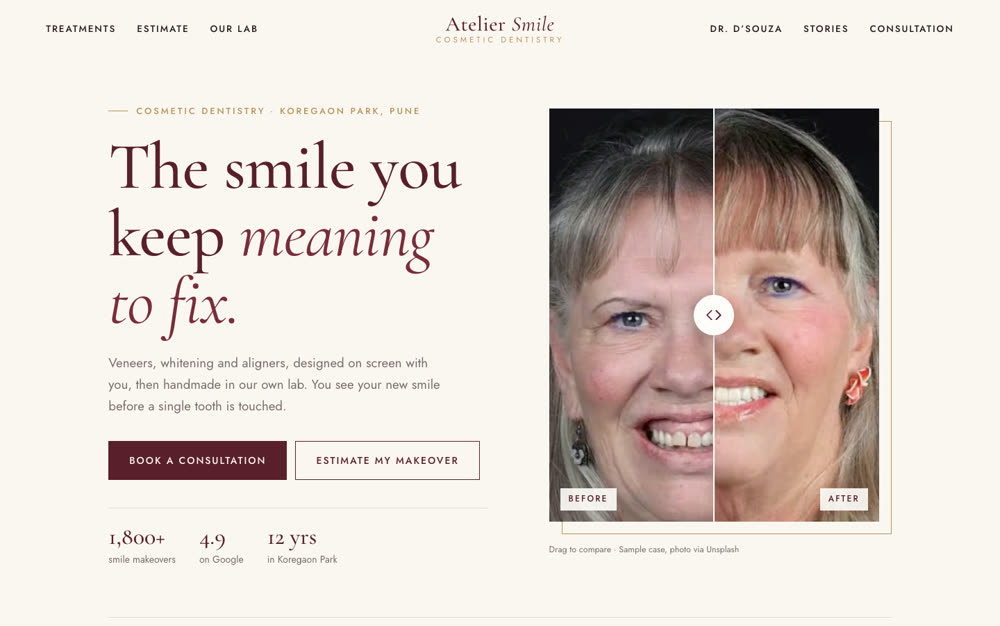 TREATMENTS ESTIMATE OUR LAB
Atelier Smile
COSMETIC DENTISTRY
DR. D'SOUZA STORIES CONSULTATION
COSMETIC DENTISTRY · KOREGAON PARK, PUNE
The smile you
keep meaning
to fix.
Veneers, whitening and aligners, designed on screen with
you, then handmade in our own lab. You see your new smile
before a single tooth is touched.
BOOK A CONSULTATION
ESTIMATE MY MAKEOVER
1,800+
smile makeovers
4.9
on Google
12 yrs
in Koregaon Park
BEFORE
AFTER
Drag to compare · Sample case, photo via Unsplash